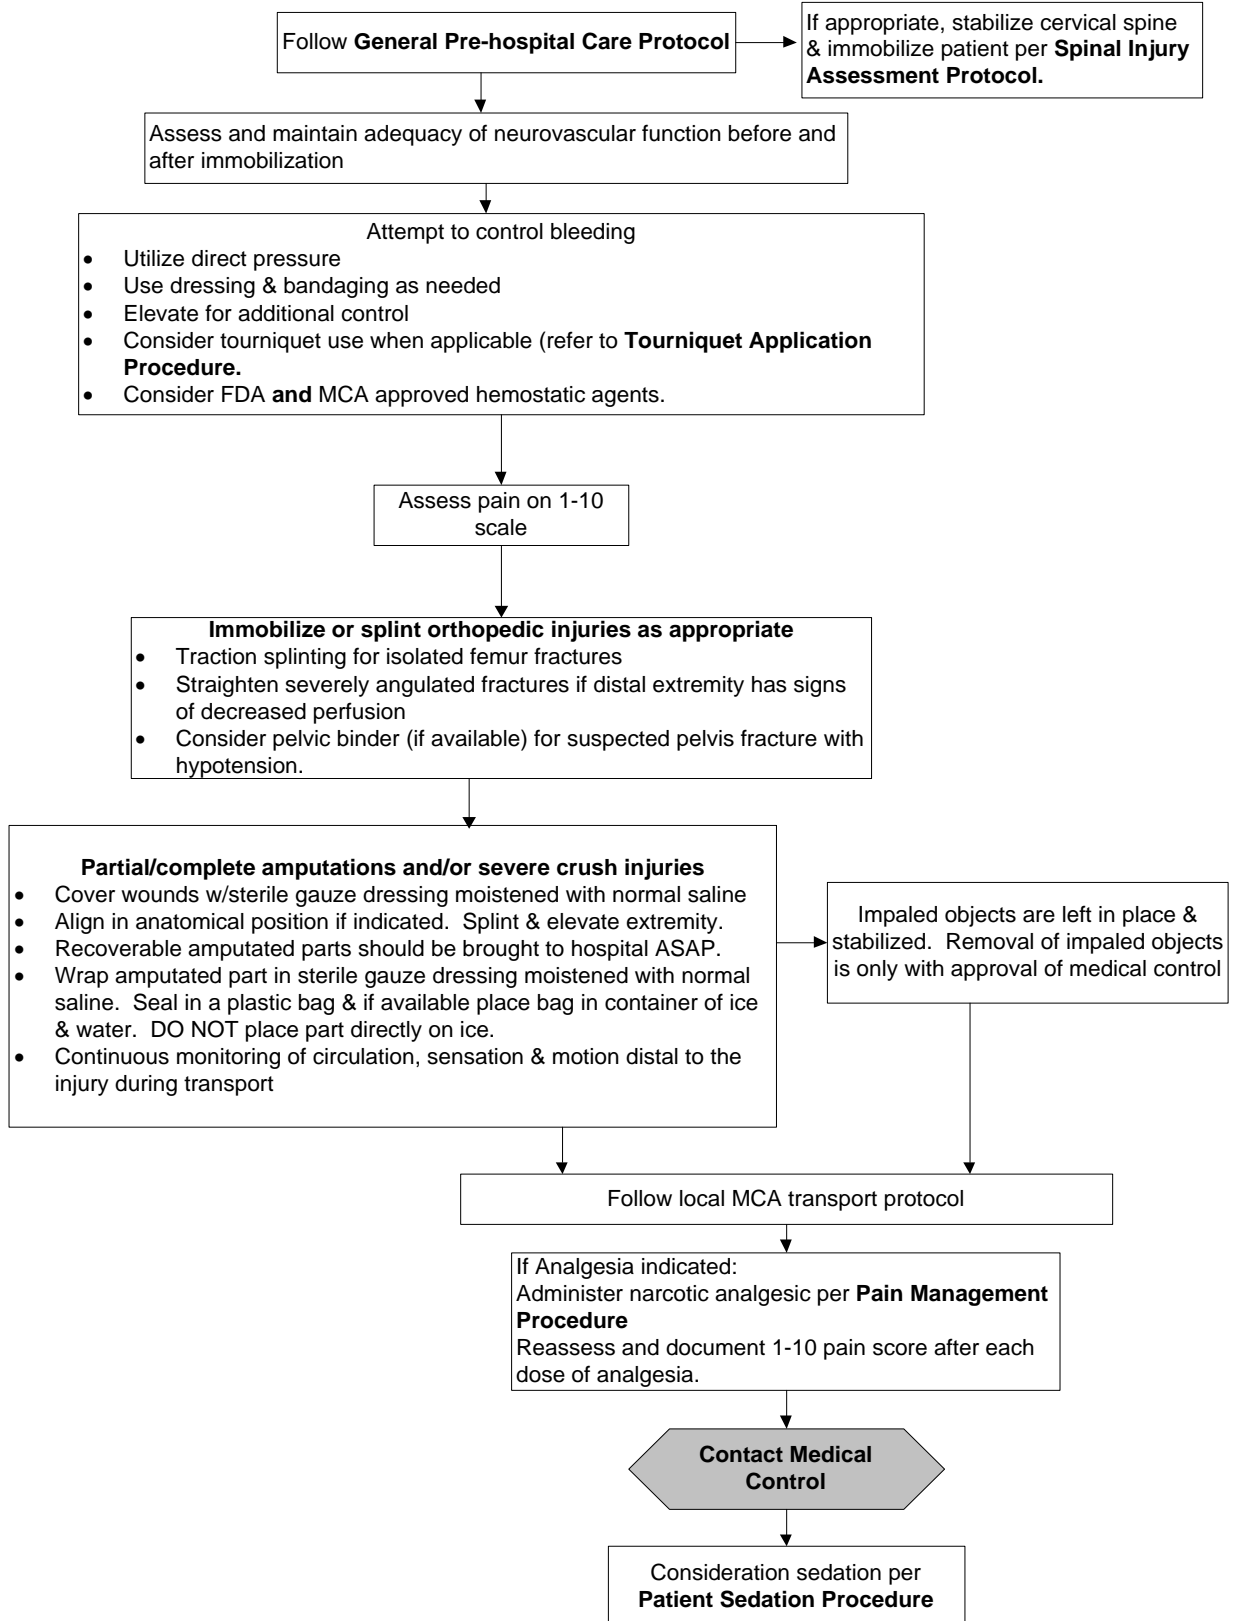 Follow General Pre-hospital Care Protocol
If appropriate, stabilize cervical spine
& immobilize patient per Spinal Injury
Assessment Protocol.
Assess and maintain adequacy of neurovascular function before and
after immobilization
Attempt to control bleeding
• Utilize direct pressure
• Use dressing & bandaging as needed
• Elevate for additional control
• Consider tourniquet use when applicable (refer to Tourniquet Application
Procedure.
• Consider FDA and MCA approved hemostatic agents.
Assess pain on 1-10
scale
Immobilize or splint orthopedic injuries as appropriate
• Traction splinting for isolated femur fractures
• Straighten severely angulated fractures if distal extremity has signs
of decreased perfusion
• Consider pelvic binder (if available) for suspected pelvis fracture with
hypotension.
Partial/complete amputations and/or severe crush injuries
• Cover wounds w/sterile gauze dressing moistened with normal saline
• Align in anatomical position if indicated.  Splint & elevate extremity.
• Recoverable amputated parts should be brought to hospital ASAP.
• Wrap amputated part in sterile gauze dressing moistened with normal
saline.  Seal in a plastic bag & if available place bag in container of ice
& water.  DO NOT place part directly on ice.
• Continuous monitoring of circulation, sensation & motion distal to the
injury during transport
Impaled objects are left in place &
stabilized.  Removal of impaled objects
is only with approval of medical control
Follow local MCA transport protocol
If Analgesia indicated:
Administer narcotic analgesic per Pain Management
Procedure
Reassess and document 1-10 pain score after each
dose of analgesia.
Contact Medical
Control
Consideration sedation per
Patient Sedation Procedure